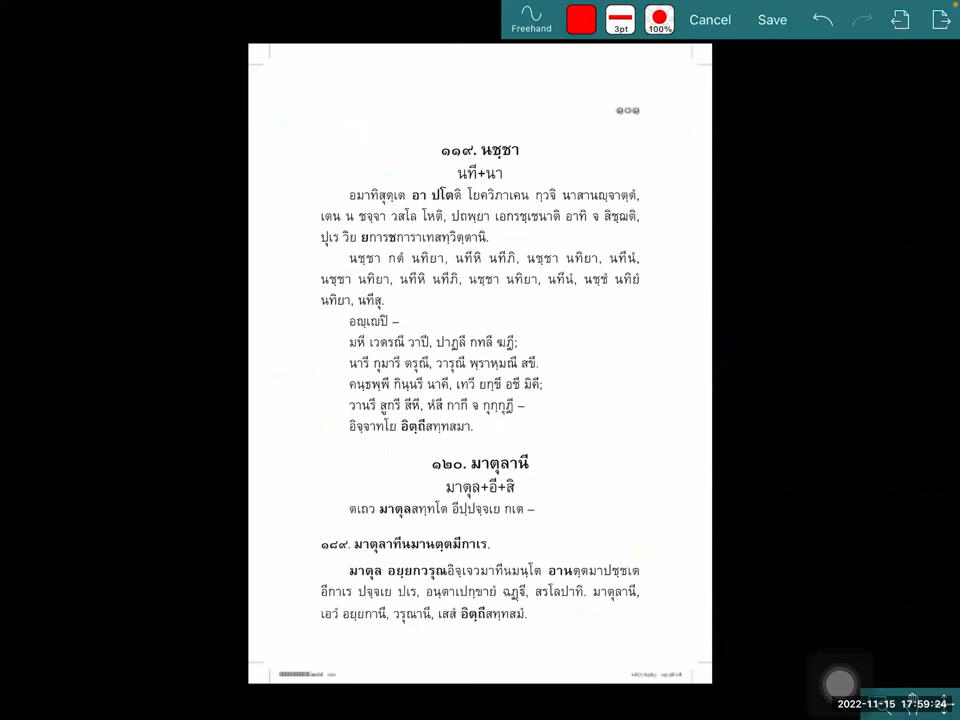 Freehand
3pt
100%
Cancel
Save
๑๐๑
๑๑๙. นชฺชา
นที+นา
อมาทิสุตฺเต อา ปโตติ โยควิภาเคน กฺวจิ นาสานญฺจาตฺตํ,
เตน น ชจฺจา วสโล โหติ, ปถพฺยา เอกรชฺเชนาติ อาทิ จ สิชฺฌติ,
ปุเร วิย ยการชการาเทสทฺวิตฺตานิ.
นชฺชา กตํ นทิยา, นทีหิ นทีภิ, นชฺชา นทิยา, นทีนํ,
นชฺชา นทิยา, นทีหิ นทีภิ, นชฺชา นทิยา, นทีนํ, นชฺชํ นทิยํ
นทิยา, นทีสุ.
อญฺเญปิ –
มหี เวตรณี วาปี, ปาฏลี กทลี ฆฏี;
นารี กุมารี ตรุณี, วารุณี พฺราหฺมณี สขี.
คนฺธพฺพี กินฺนรี นาคี, เทวี ยกฺขี อชี มิคี;
วานรี สูกรี สีหี, หํสี กากี จ กุกฺกุฏี –
อิจฺจาทโย อิตฺถีสทฺทสมา.
๑๒๐. มาตุลานี
มาตุล+อี+สิ
ตเถว มาตุลสทฺทโต อีปฺปจฺจเย กเต –
๑๘๙. มาตุลาทีนมานตฺตมีกาเร.
มาตุล อยฺยกวรุณอิจฺเจวมาทีนมนฺโต อานตฺตมาปชฺชเต
อีกาเร ปจฺจเย ปเร, อนฺตาเปกฺขายํ ฉฏฺฐี, สรโลปาทิ. มาตุลานี,
เอวํ อยฺยกานี, วรุณานี, เสสํ อิตฺถีสทฺทสมํ.
2022-11-15 17:59:24